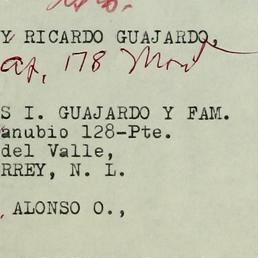 Y RICARDO GUAJARDO,
178
S I. GUAJARDO Y FAM.
anubio 128-Pte.
del Valle,
RREY, N. L.
ALONSO O.,